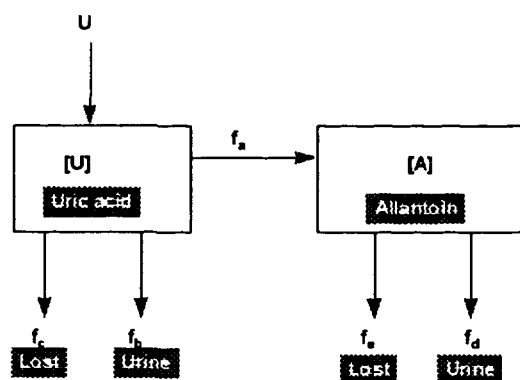 U
fa
[U]
[A]
Uric acid
Allantoin
fc
fb
fe
fd
Lost
Urine
Lost
Urine